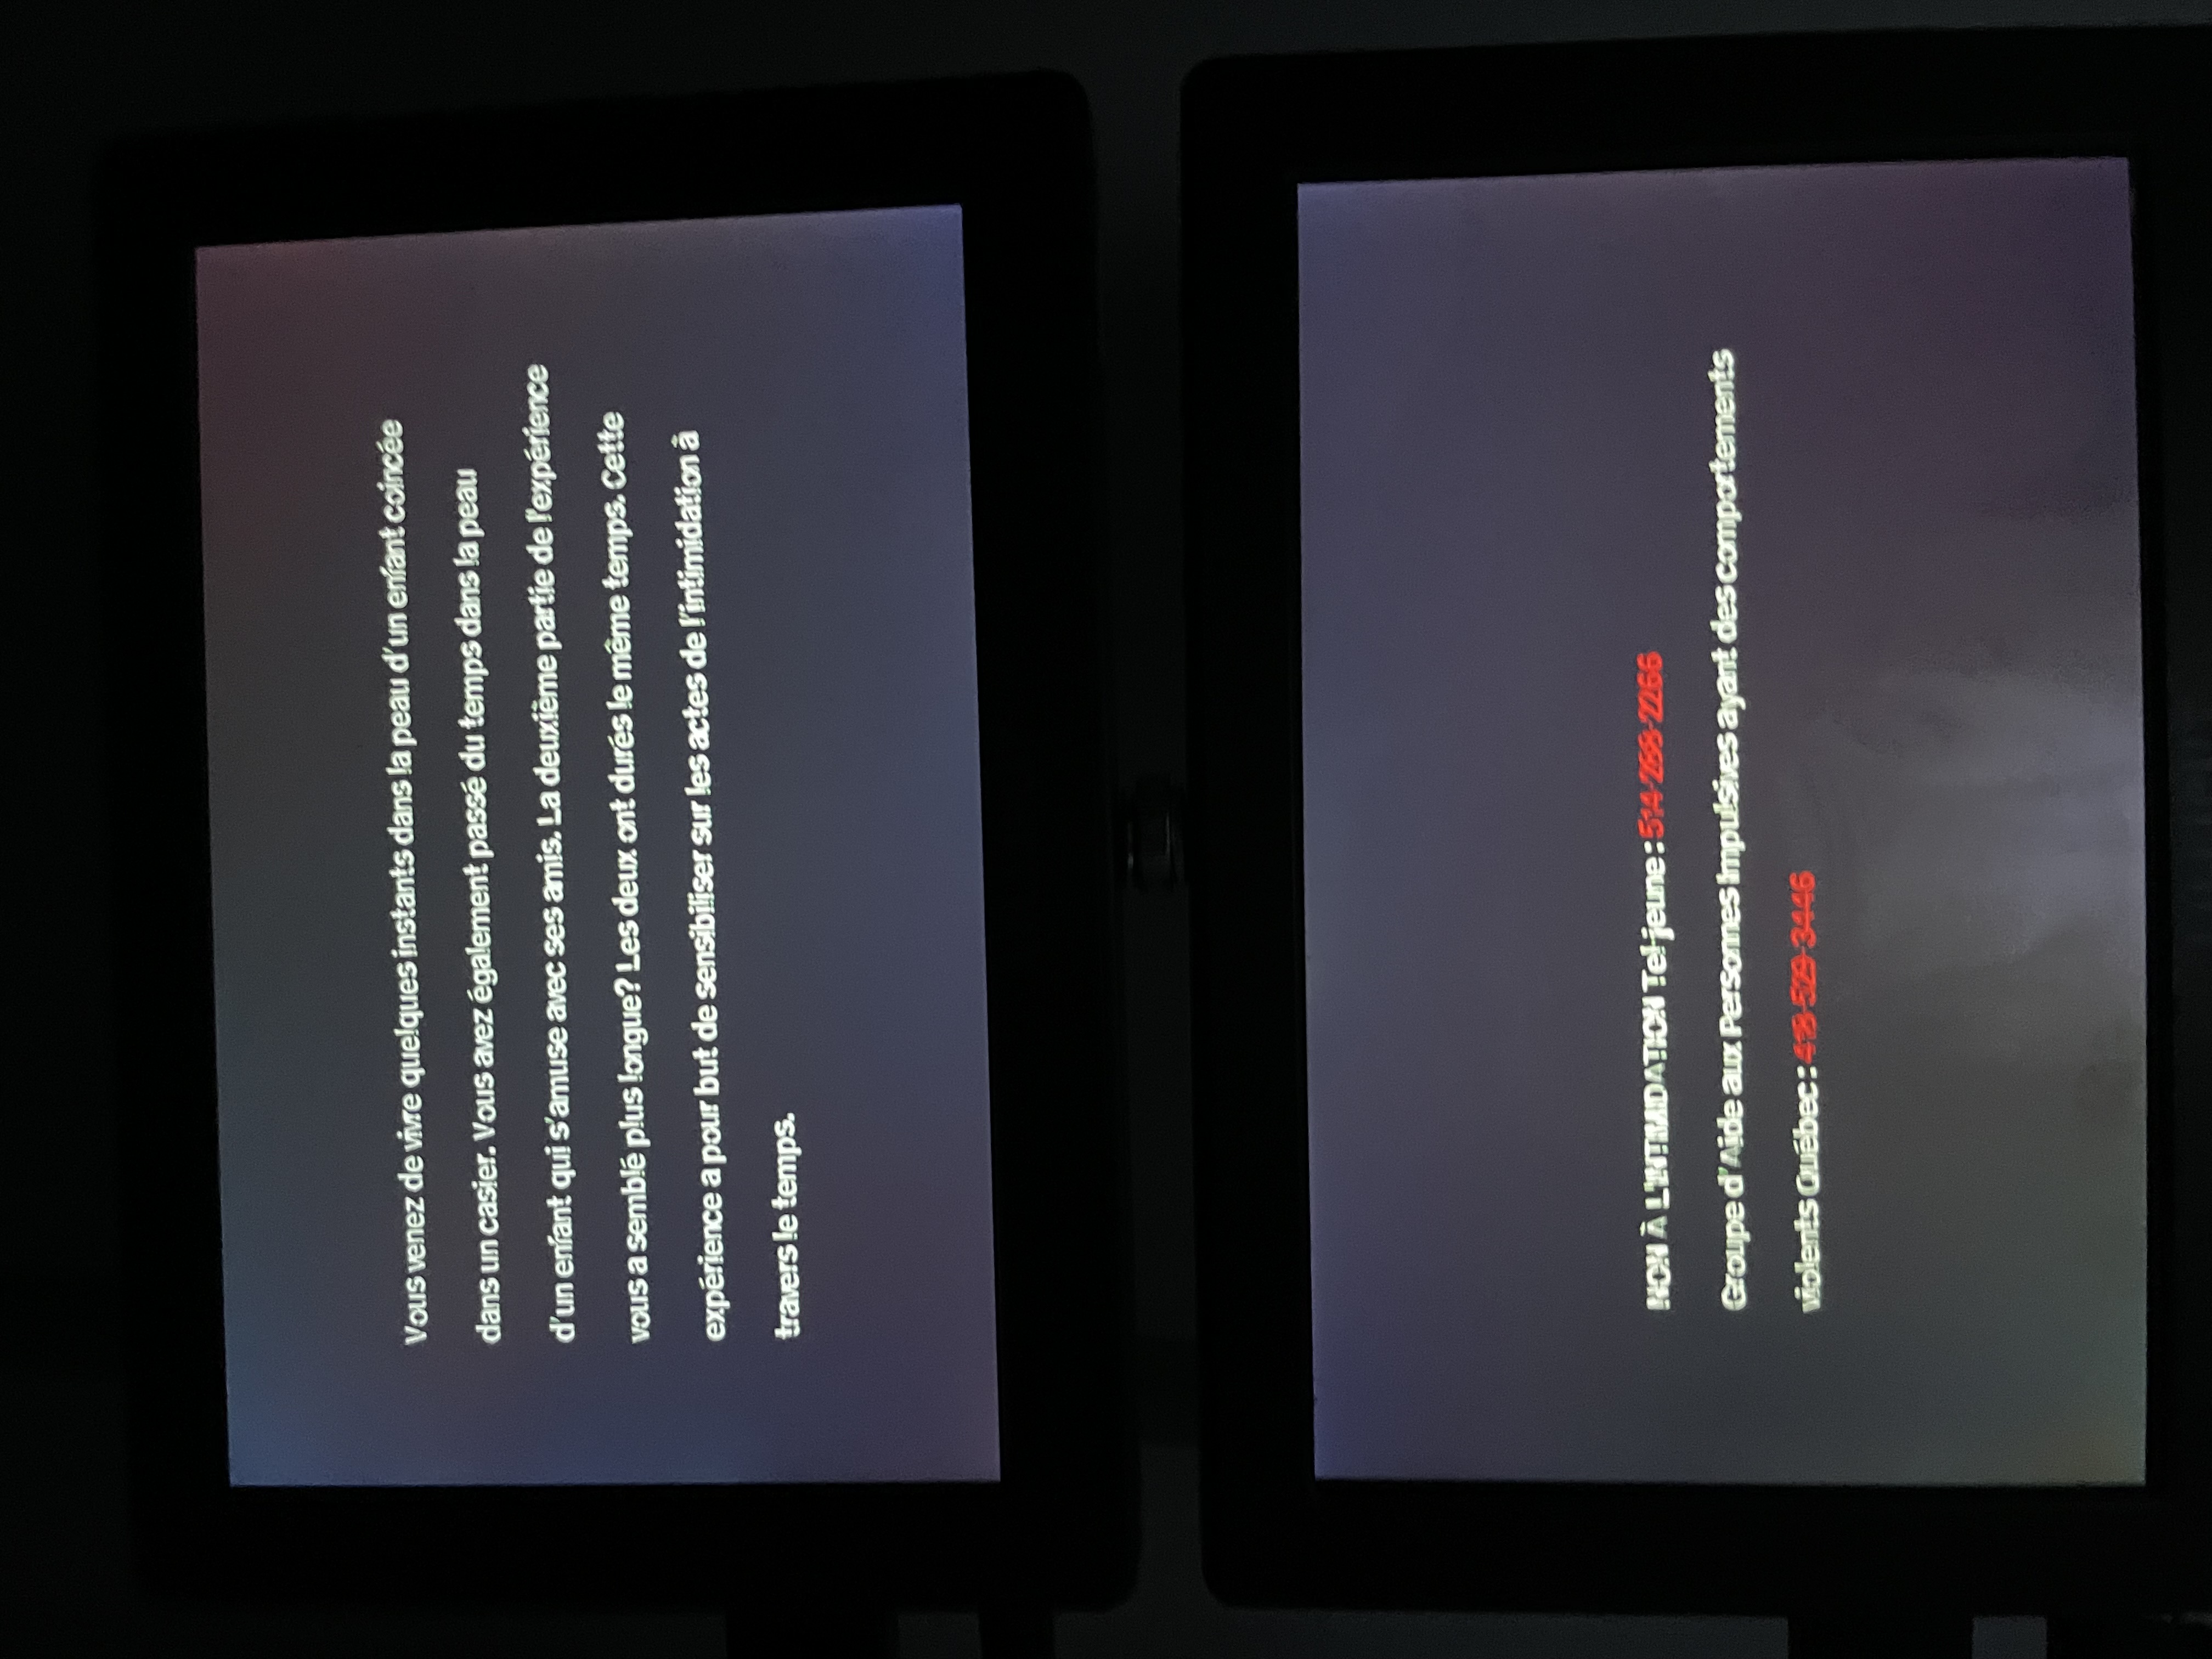 Vous venez de vivre quelques instants dans la peau d'un enfant coincée
dans un casier. Vous avez également passé du temps dans la peau
d'un enfant qui s'amuse avec ses amis. La deuxième partie de l'expérience
vous a semblé plus longue? Les deux ont durés le même temps. Cette
expérience a pour but de sensibiliser sur les actes de l'intimidation à
travers le temps.
NON À L'INTIMIDATION Tel-jeune : 514-288-2266
Groupe d'Aide aux Personnes Impulsives ayant des comportements
violents Québec : 418-529-3446